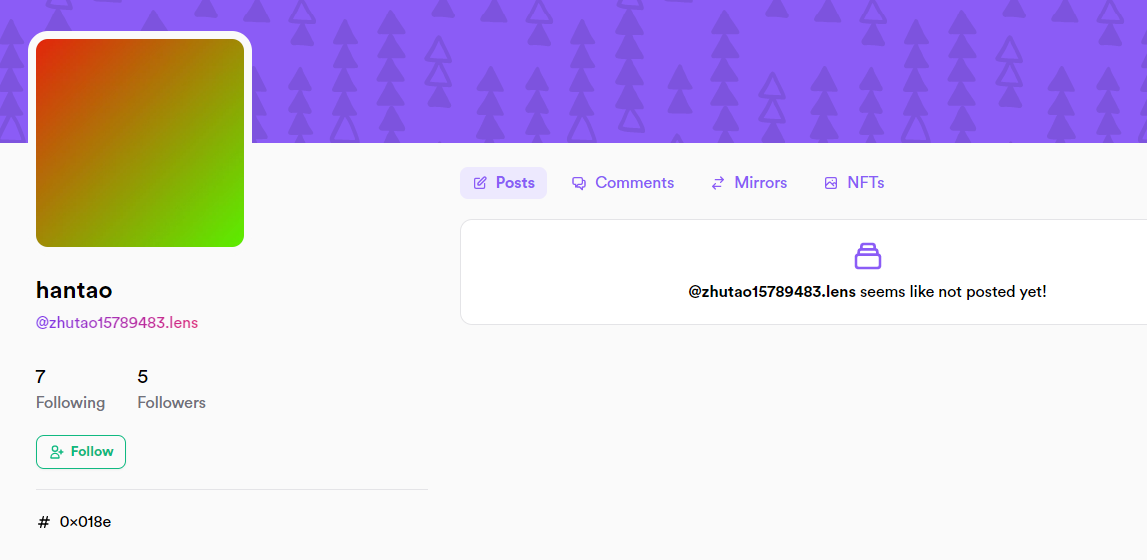 hantao
@zhutao15789483.lens
7 5
Following Followers
Follow
# 0x018e
Posts Comments Mirrors NFTs
@zhutao15789483.lens seems like not posted yet!